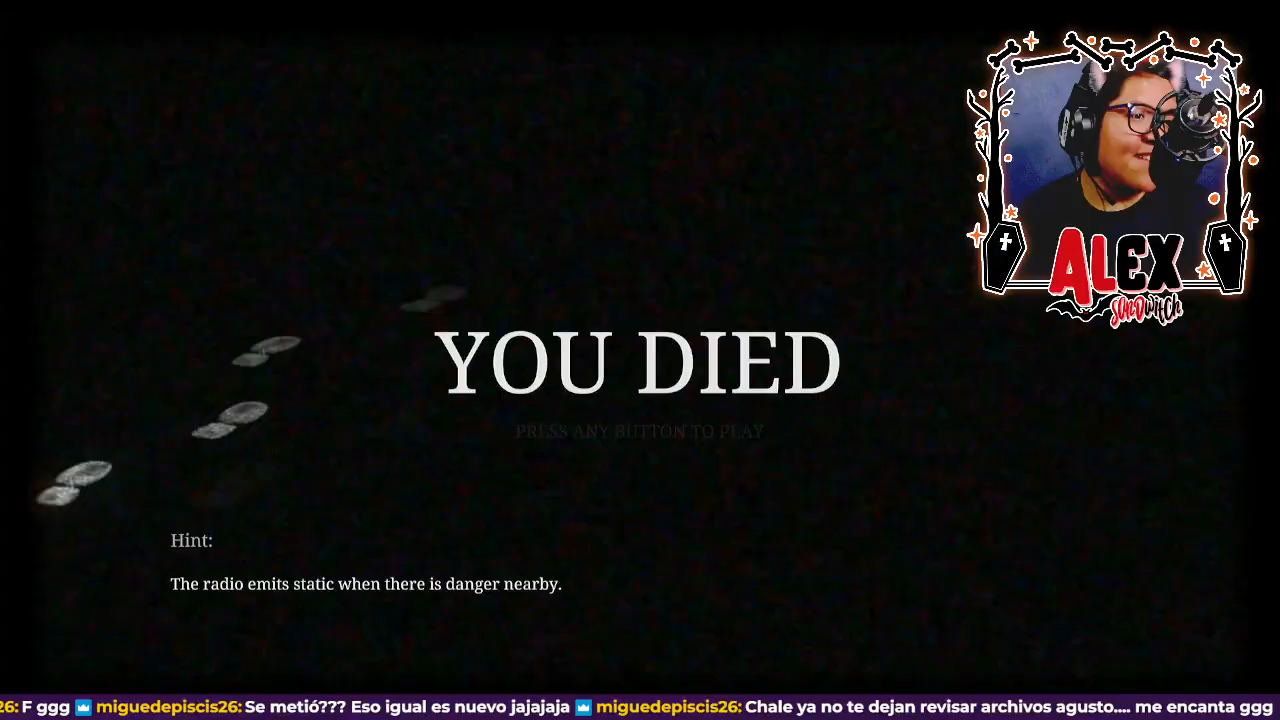 ALEX
SANDwitch
YOU DIED
PRESS ANY BUTTON TO PLAY
Hint:
The radio emits static when there is danger nearby.
26: F ggg miguedepiscis26: Se metió??? Eso igual es nuevo jajajaja miguedepiscis26: Chale ya no te dejan revisar archivos agusto.... me encanta ggg